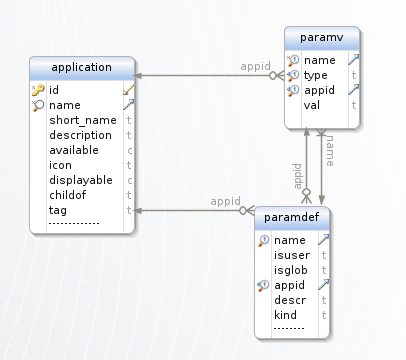 paramv
name
type
appid
val
application
id
name
short_name
description
available
icon
displayable
childof
tag
appid
appid
name
appid
paramdef
name
isuser
isglob
appid
descr
kind
t
t
t
c
t
c
t
t
t
t
t
t
t